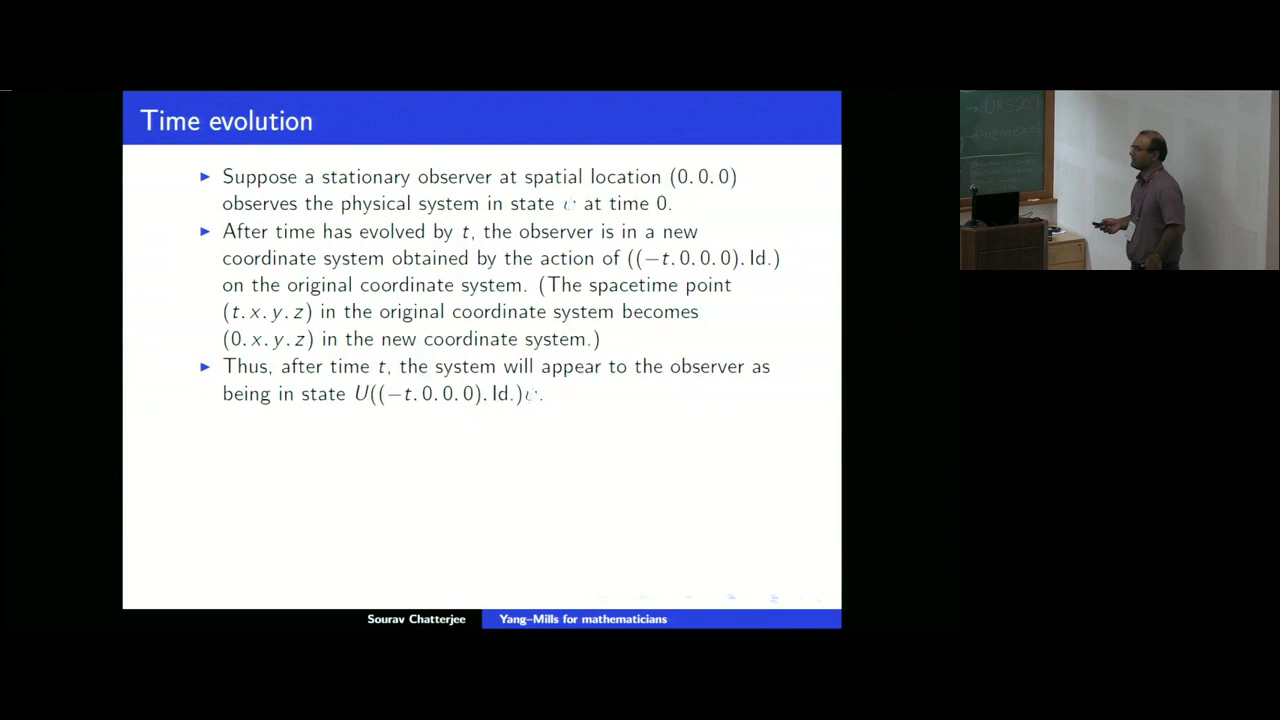 Time evolution
▶ Suppose a stationary observer at spatial location (0.0.0)
observes the physical system in state ψ at time 0.
▶ After time has evolved by t, the observer is in a new
coordinate system obtained by the action of ((−t.0.0.0).Id.)
on the original coordinate system. (The spacetime point
(t.x.y.z) in the original coordinate system becomes
(0.x.y.z) in the new coordinate system.)
▶ Thus, after time t, the system will appear to the observer as
being in state U((−t.0.0.0).Id.)ψ.
Sourav Chatterjee
Yang–Mills for mathematicians